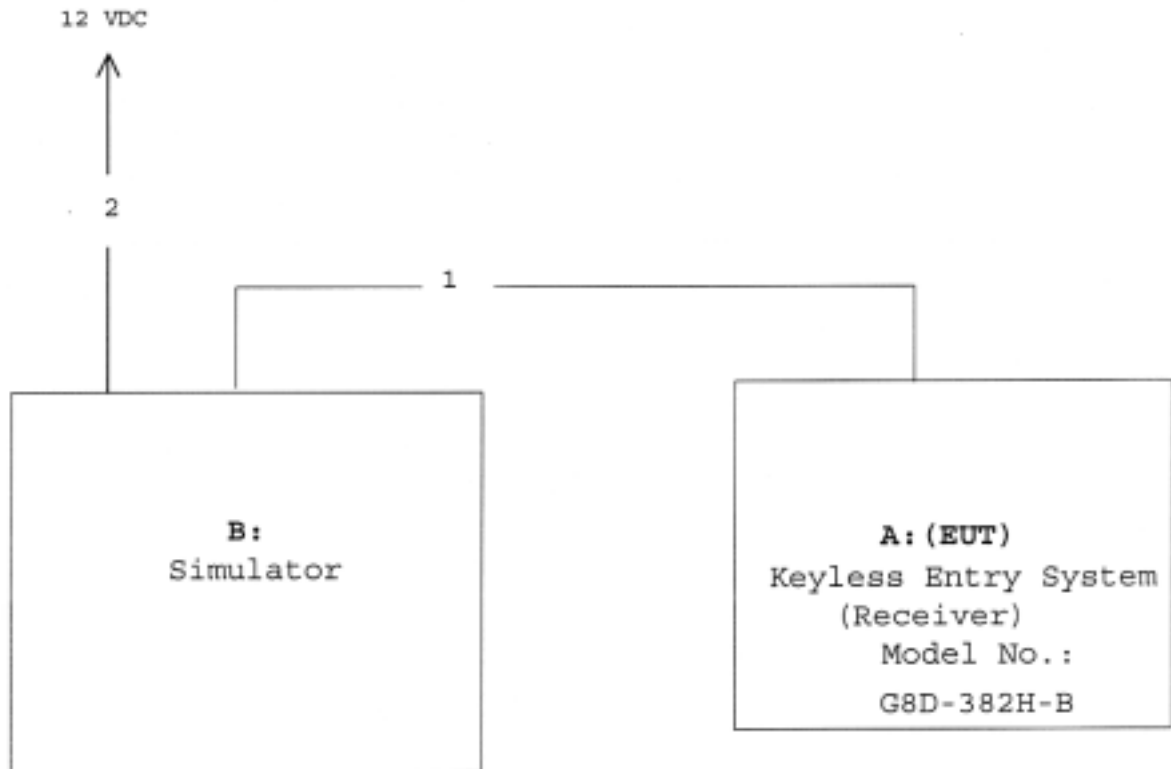 12 VDC
2
1
B:
Simulator
A:(EUT)
Keyless Entry System
(Receiver)
Model No.:
G8D-382H-B